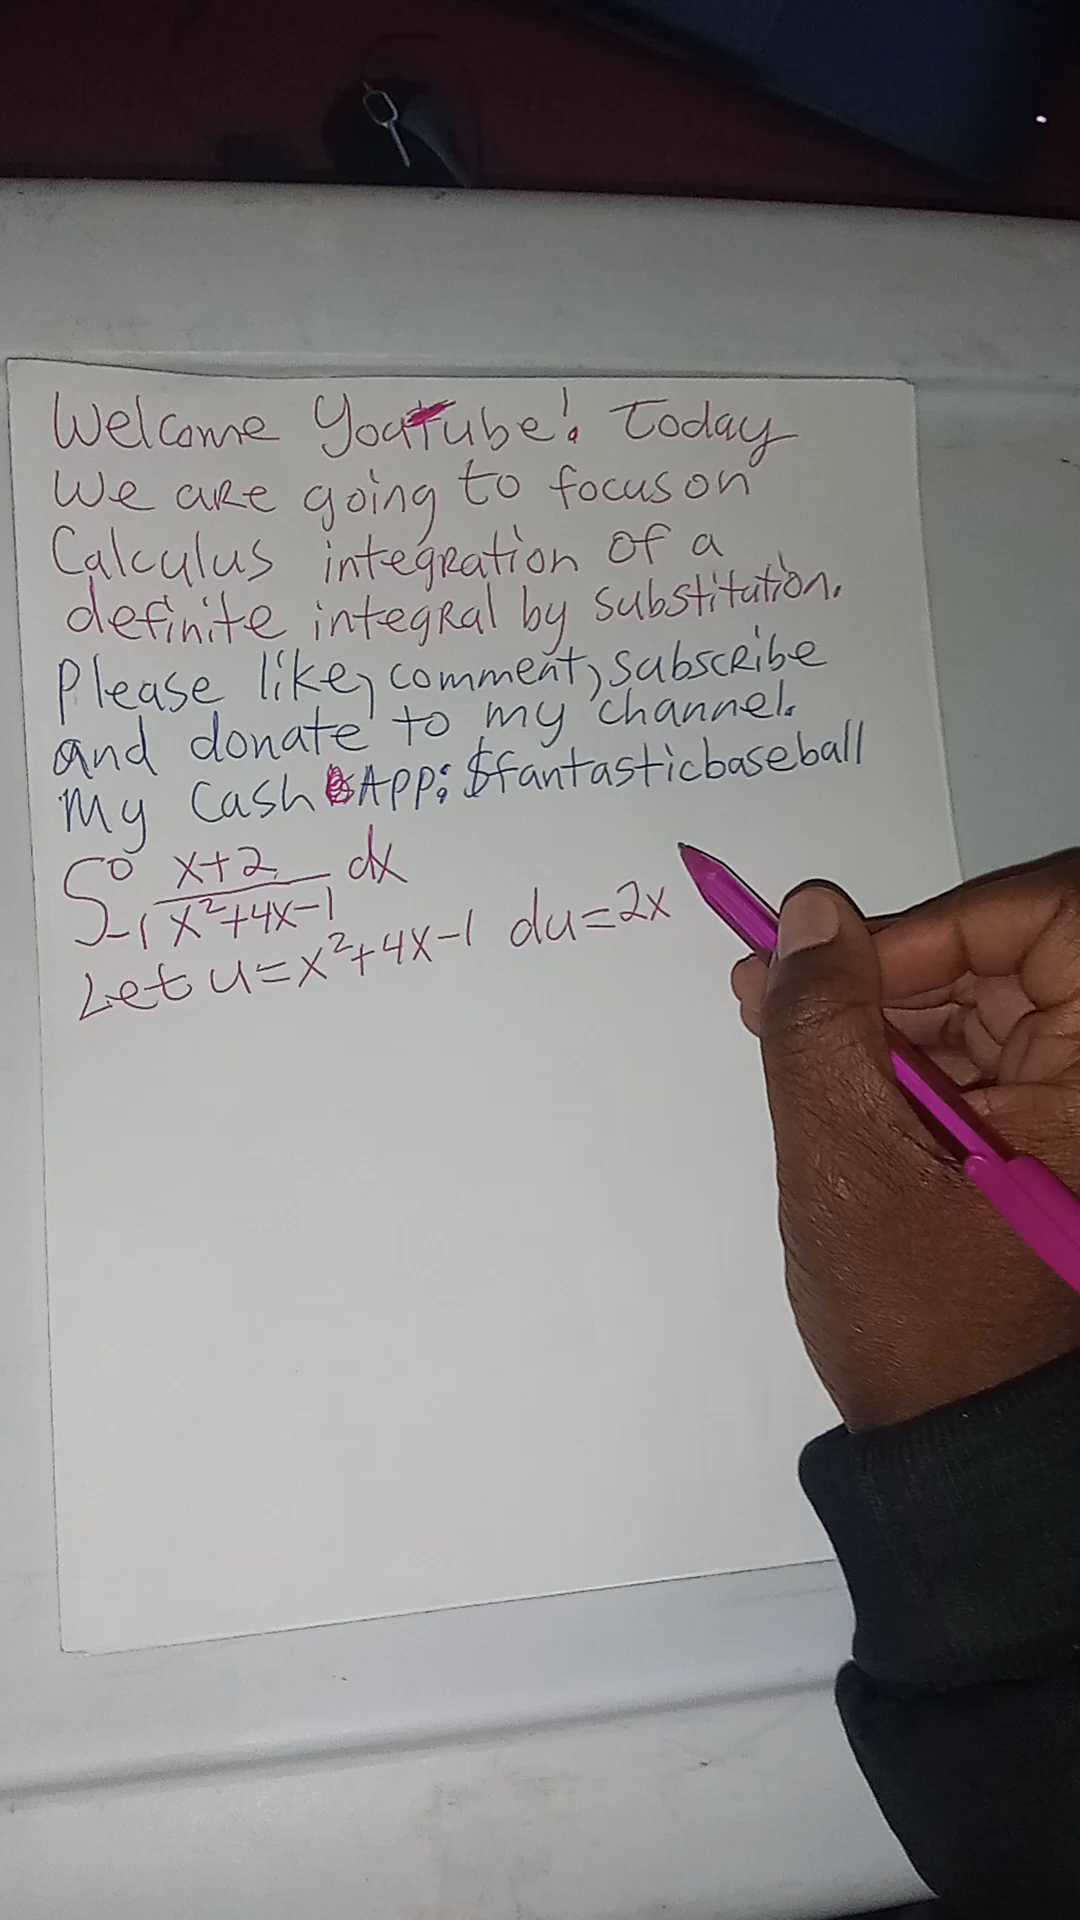 Welcome YouTube! Today
We are going to focus on
Calculus integration of a
definite integral by substitution.
Please like, comment, subscribe
and donate to my channel.
My Cash App: $fantasticbaseball
∫₋₁⁰ (x+2)/(x²+4x-1) dx
Let u=x²+4x-1 du=2x